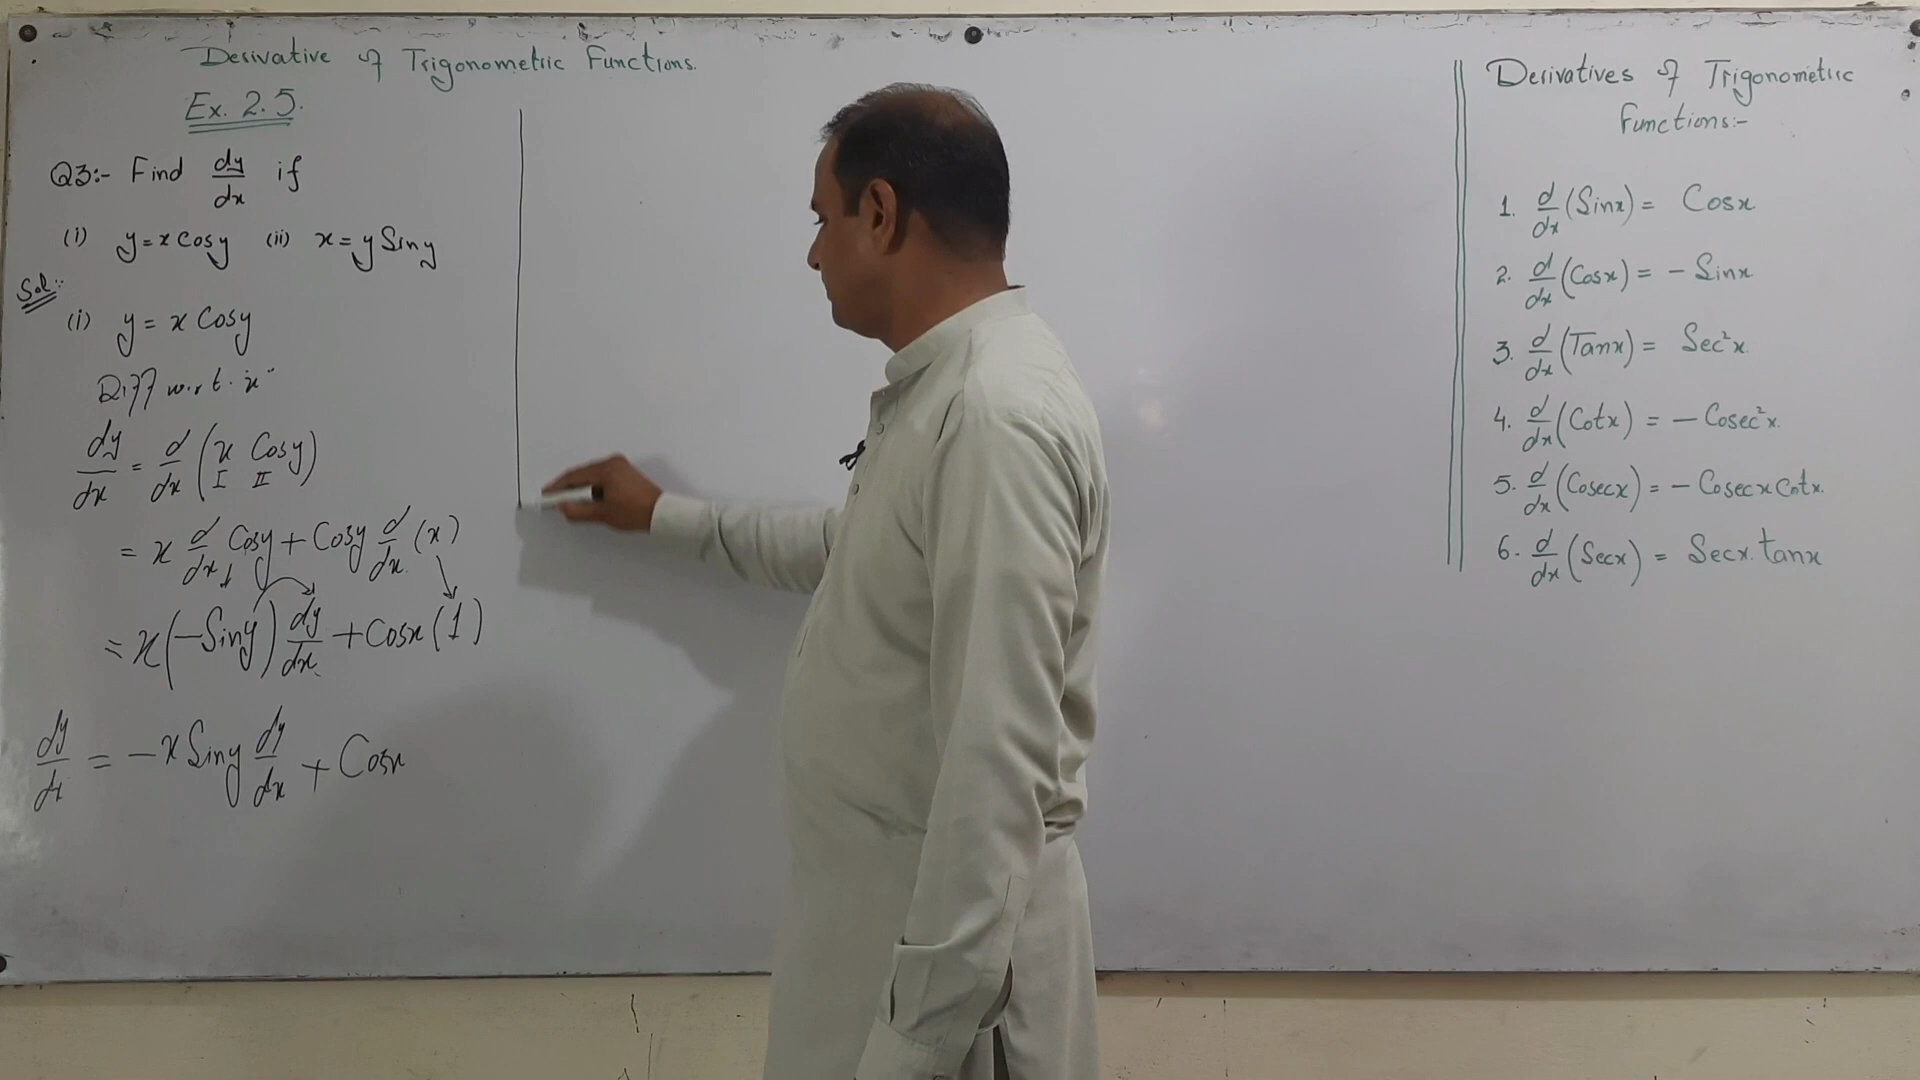 Derivative of Trigonometric Functions.
Ex. 2.5.
Q3:- Find dy/dx if
(i) y = x Cosy (ii) x = y Siny
Sol:
(i) y = x Cosy
Diff w.r.t. "x"
dy/dx = d/dx (x Cosy)
I II
= x d/dx Cosy + Cosy d/dx (x)
= x(-Siny) dy/dx + Cosx (1)
dy/dx = -x Siny dy/dx + Cosx
Derivatives of Trigonometric
Functions:-
1. d/dx (Sinx) = Cosx
2. d/dx (Cosx) = - Sinx
3. d/dx (Tanx) = Sec²x
4. d/dx (Cotx) = - Cosec²x.
5. d/dx (Cosecx) = - Cosecx Cotx.
6. d/dx (Secx) = Secx. tanx